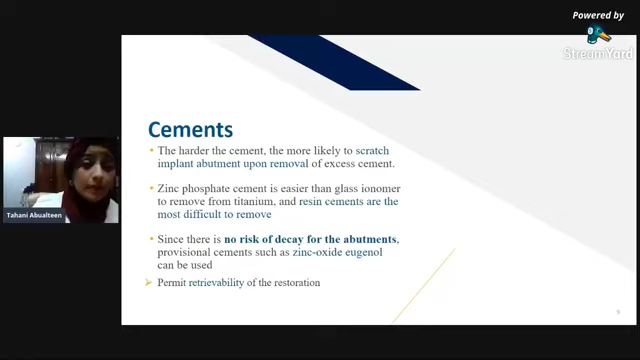 Powered by
StreamYard
Cements
• The harder the cement, the more likely to scratch
implant abutment upon removal of excess cement.
• Zinc phosphate cement is easier than glass ionomer
to remove from titanium, and resin cements are the
most difficult to remove
• Since there is no risk of decay for the abutments,
provisional cements such as zinc-oxide eugenol
can be used
➢ Permit retrievability of the restoration
Tahani Abualteen
9